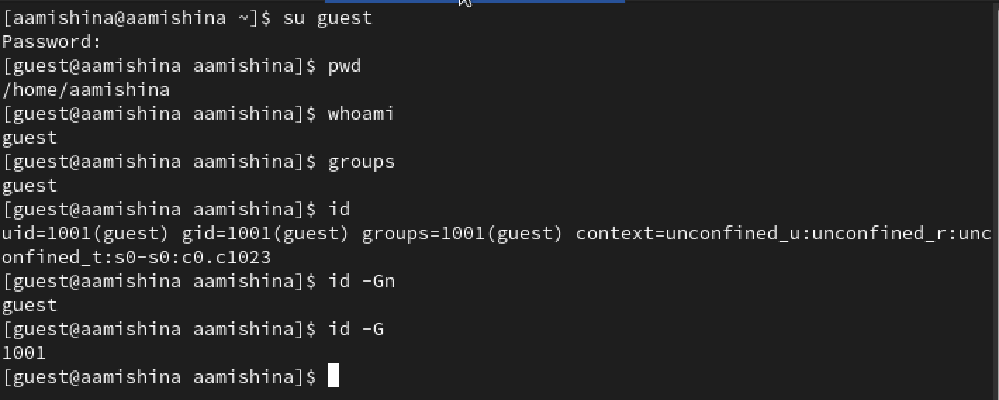 [aamishina@aamishina ~]$ su guest
Password:
[guest@aamishina aamishina]$ pwd
/home/aamishina
[guest@aamishina aamishina]$ whoami
guest
[guest@aamishina aamishina]$ groups
guest
[guest@aamishina aamishina]$ id
uid=1001(guest) gid=1001(guest) groups=1001(guest) context=unconfined_u:unconfined_r:unc
onfined_t:s0-s0:c0.c1023
[guest@aamishina aamishina]$ id -Gn
guest
[guest@aamishina aamishina]$ id -G
1001
[guest@aamishina aamishina]$